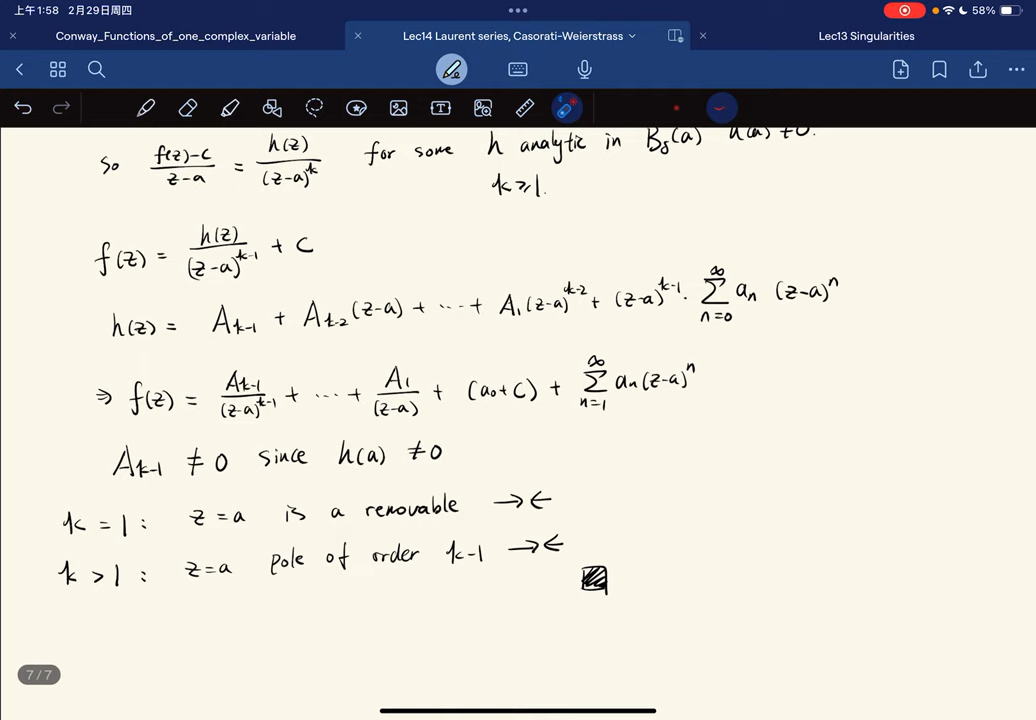 上午1:58 2月29日周四
58%
Conway_Functions_of_one_complex_variable
Lec14 Laurent series, Casorati-Weierstrass
Lec13 Singularities
so (f(z)-c)/(z-a) = h(z)/(z-a)^k for some h analytic in B_δ(a) h(a) ≠ 0.
k ≥ 1.
f(z) = h(z)/(z-a)^{k-1} + C
h(z) = A_{k-1} + A_{k-2}(z-a) + ··· + A_1(z-a)^{k-2} + (z-a)^{k-1} · ∑_{n=0}^{∞} a_n (z-a)^n
⇒ f(z) = A_{k-1}/(z-a)^{k-1} + ··· + A_1/(z-a) + (a_0+C) + ∑_{n=1}^{∞} a_n(z-a)^n
A_{k-1} ≠ 0 since h(a) ≠ 0
k = 1: z=a is a removable →←
k > 1: z=a pole of order k-1 →←
7/7